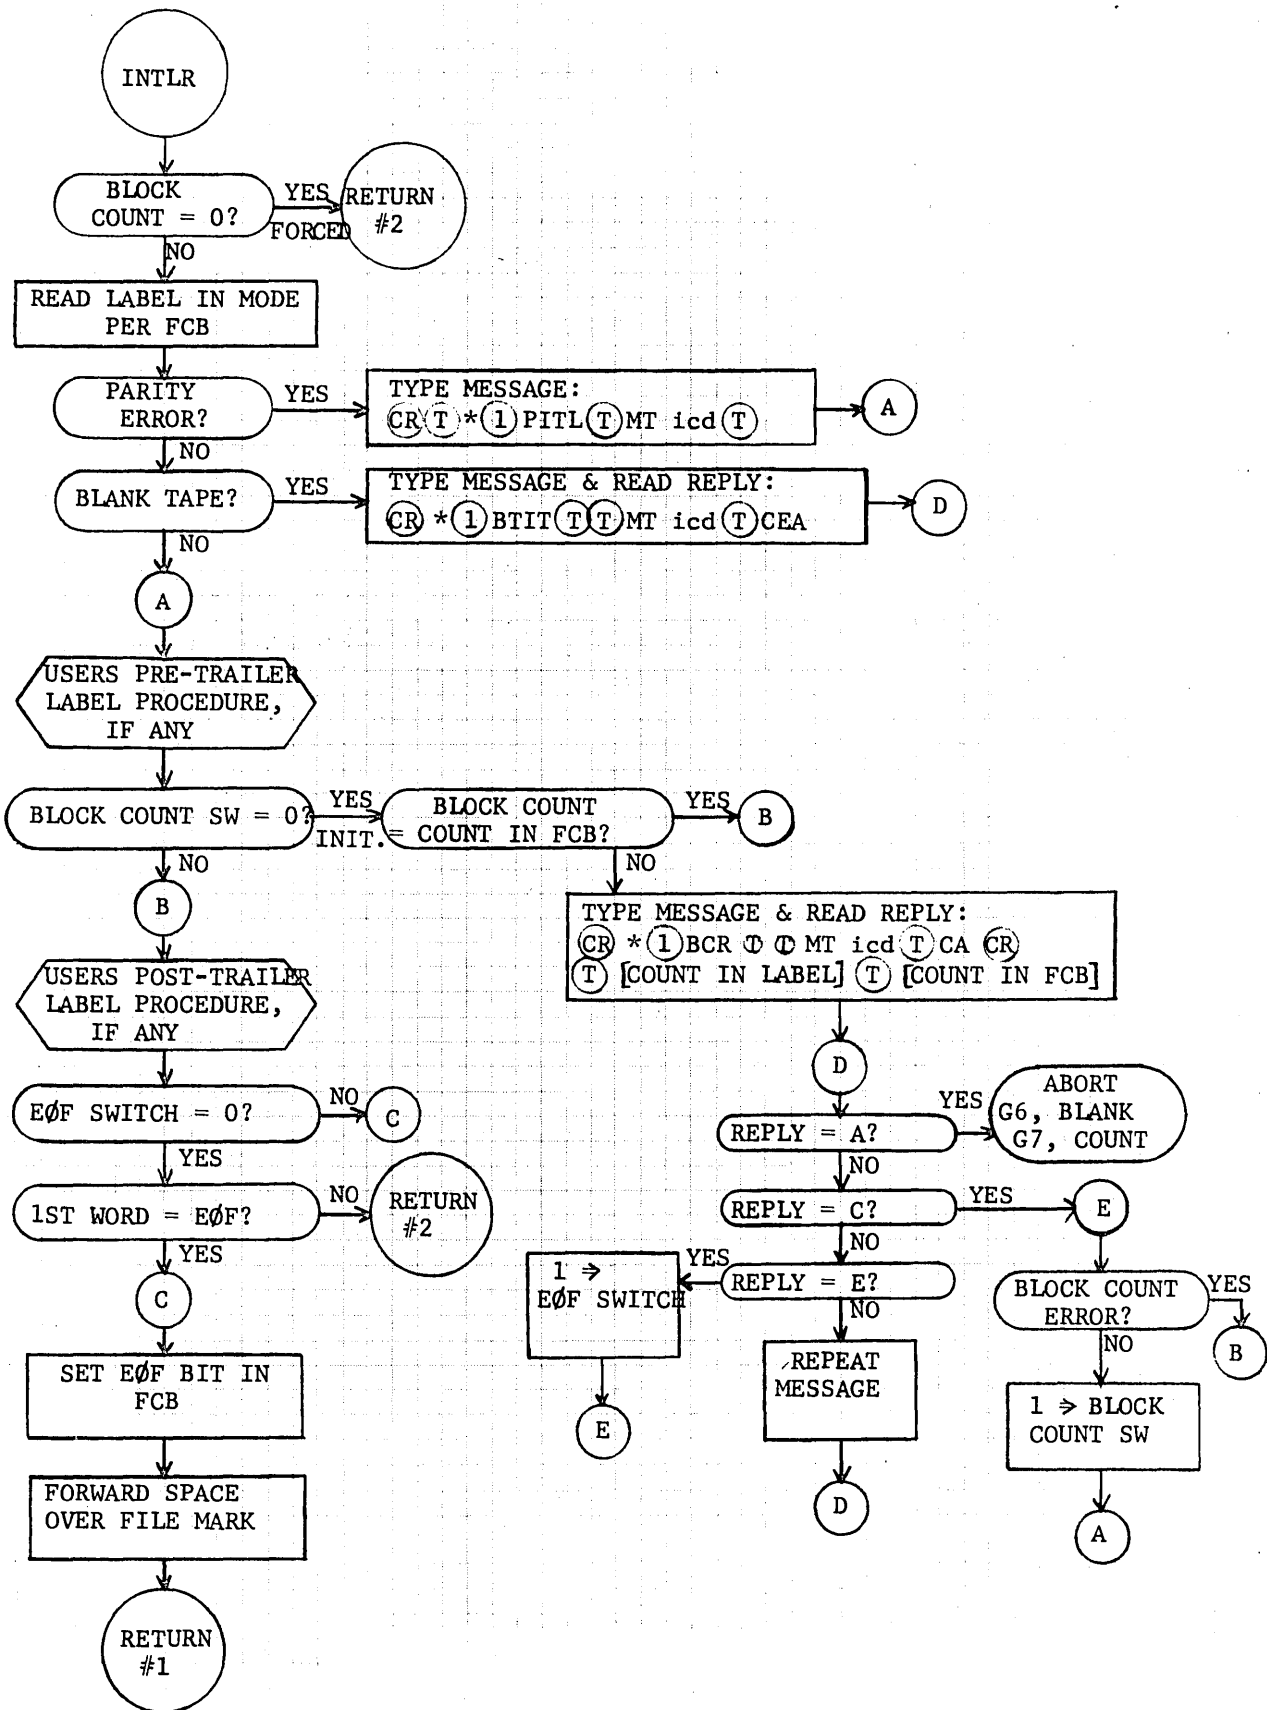 INTLR
BLOCK
COUNT = 0?
YES
FORCED
RETURN
#2
NO
READ LABEL IN MODE
PER FCB
PARITY
ERROR?
YES
TYPE MESSAGE:
CR T * 1 PITL T MT icd T
A
NO
BLANK TAPE?
YES
TYPE MESSAGE & READ REPLY:
CR * 1 BTIT T T MT icd T CEA
D
NO
A
USERS PRE-TRAILER
LABEL PROCEDURE,
IF ANY
BLOCK COUNT SW = 0?
YES
INIT.
BLOCK COUNT
= COUNT IN FCB?
YES
B
NO
NO
B
TYPE MESSAGE & READ REPLY:
CR * 1 BCR T T MT icd T CA CR
T [COUNT IN LABEL] T [COUNT IN FCB]
USERS POST-TRAILER
LABEL PROCEDURE,
IF ANY
D
EØF SWITCH = 0?
NO
C
REPLY = A?
YES
ABORT
G6, BLANK
G7, COUNT
YES
NO
1ST WORD = EØF?
NO
RETURN
#2
REPLY = C?
YES
E
YES
NO
REPLY = E?
YES
1 ⇒
EØF SWITCH
E
NO
BLOCK COUNT
ERROR?
YES
B
NO
C
REPEAT
MESSAGE
D
1 ⇒ BLOCK
COUNT SW
A
SET EØF BIT IN
FCB
FORWARD SPACE
OVER FILE MARK
RETURN
#1